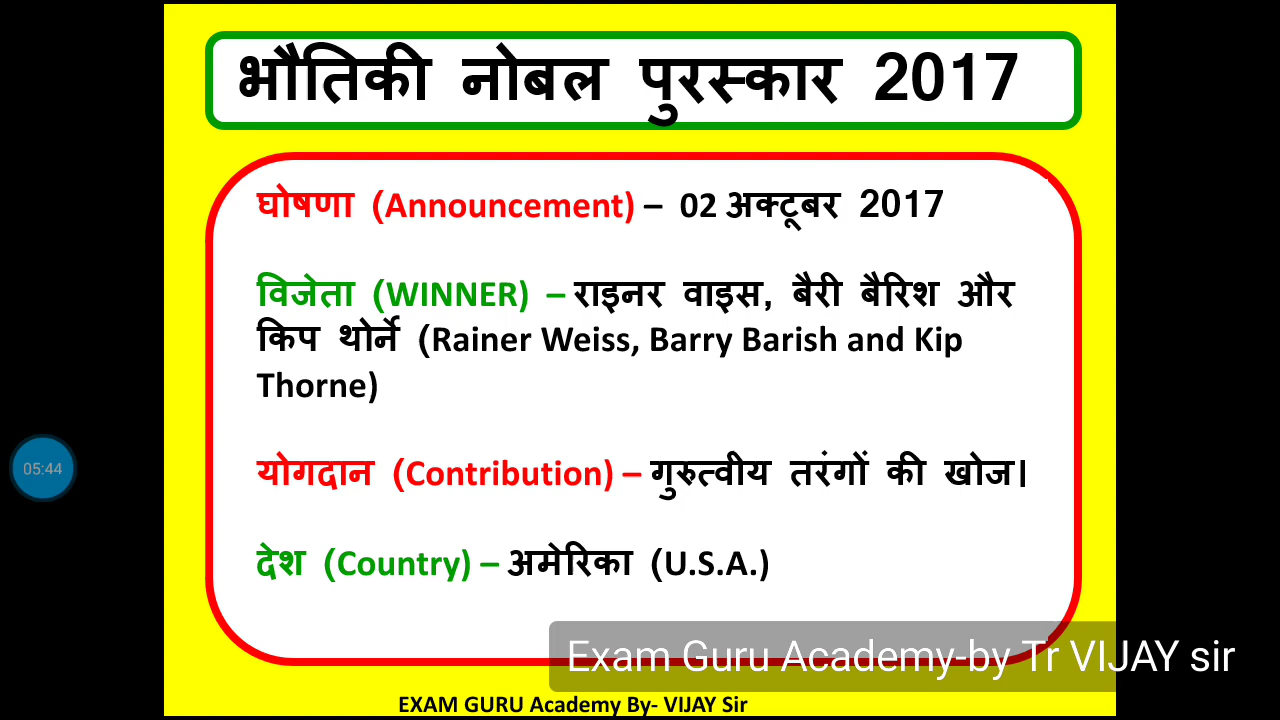 भौतिकी नोबल पुरस्कार 2017
घोषणा (Announcement) – 02 अक्टूबर 2017
विजेता (WINNER) – राइनर वाइस, बैरी बैरिश और
किप थोर्ने (Rainer Weiss, Barry Barish and Kip
Thorne)
05:44
योगदान (Contribution) – गुरुत्वीय तरंगों की खोज।
देश (Country) – अमेरिका (U.S.A.)
Exam Guru Academy-by Tr VIJAY sir
EXAM GURU Academy By- VIJAY Sir